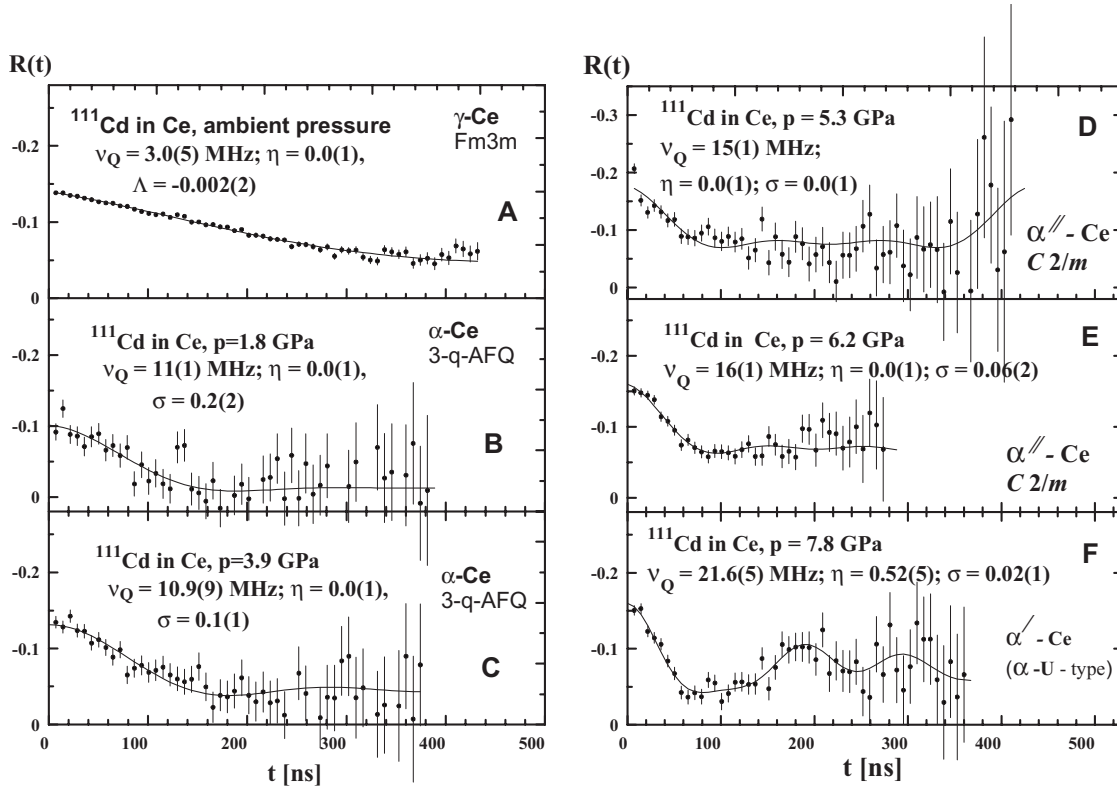 R(t)
-0.2
-0.1
0
¹¹¹Cd in Ce, ambient pressure
ν_Q = 3.0(5) MHz; η = 0.0(1),
Λ = -0.002(2)
γ-Ce
Fm3m
A
-0.2
-0.1
0
¹¹¹Cd in Ce, p=1.8 GPa
ν_Q = 11(1) MHz; η = 0.0(1),
σ = 0.2(2)
α-Ce
3-q-AFQ
B
-0.2
-0.1
0
¹¹¹Cd in Ce, p=3.9 GPa
ν_Q = 10.9(9) MHz; η = 0.0(1),
σ = 0.1(1)
α-Ce
3-q-AFQ
C
0 100 200 300 400 500
t [ns]
R(t)
-0.3
-0.2
-0.1
0
¹¹¹Cd in Ce, p = 5.3 GPa
ν_Q = 15(1) MHz;
η = 0.0(1); σ = 0.0(1)
D
α// - Ce
C 2/m
-0.2
-0.1
0
¹¹¹Cd in Ce, p = 6.2 GPa
ν_Q = 16(1) MHz; η = 0.0(1); σ = 0.06(2)
E
α// - Ce
C 2/m
-0.2
-0.1
0
¹¹¹Cd in Ce, p = 7.8 GPa
ν_Q = 21.6(5) MHz; η = 0.52(5); σ = 0.02(1)
F
α/ - Ce
(α-U - type)
0 100 200 300 400 500
t [ns]